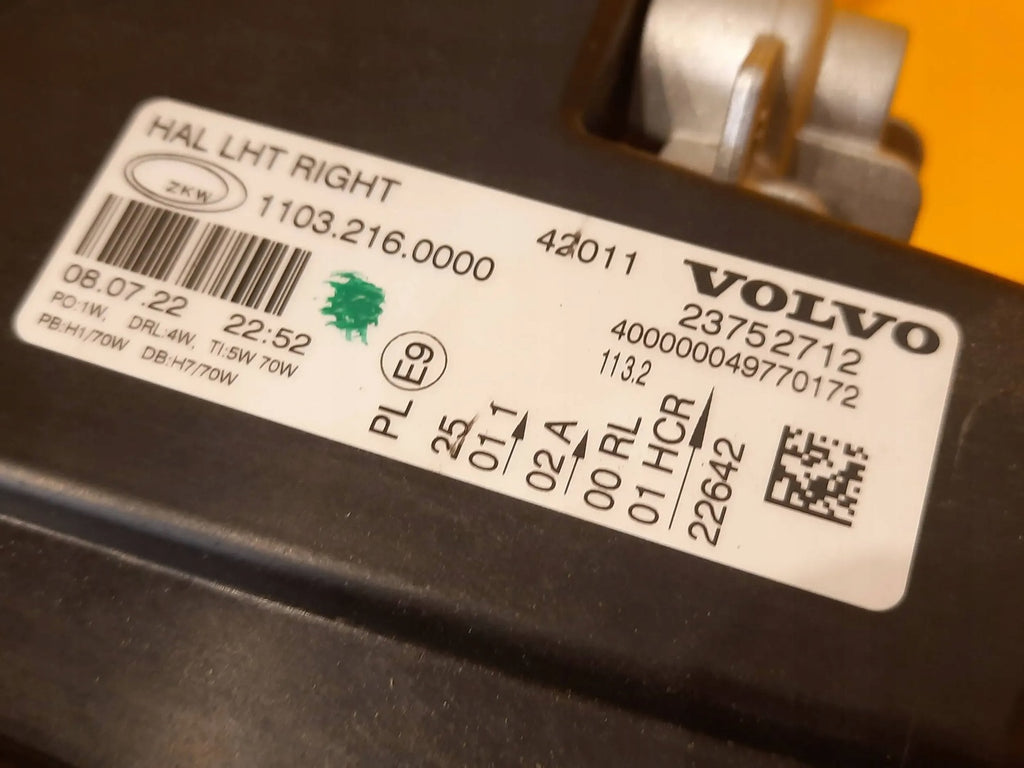 HAL LHT RIGHT
ZKW
1103.216.0000
42011
08.07.22 22:52
PO:1W, DRL:4W, TI:5W 70W
PB:H1/70W DB:H7/70W
VOLVO
23752712
400000049770172
113.2
PL E9
25
01 1
02 A
00 RL
01 HCR
22642